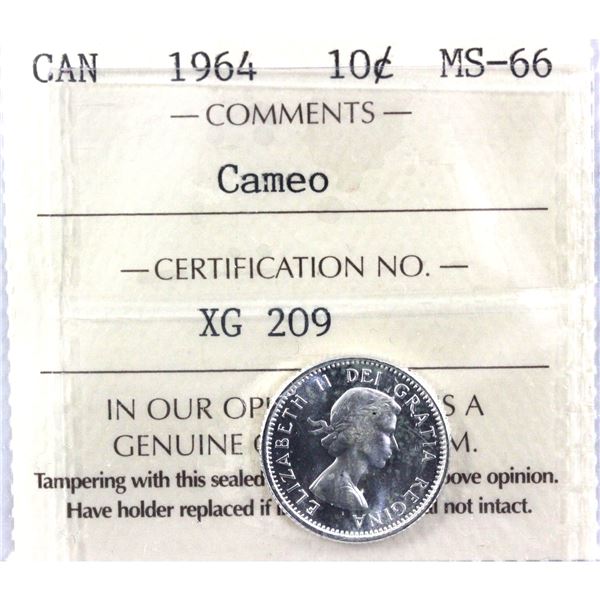 CAN 1964 10¢ MS-66
— COMMENTS —
Cameo
— CERTIFICATION NO. —
XG 209
IN OUR S A
GENUINE
Tampering with this sealed opinion.
Have holder replaced if not intact.
ELIZABETH II DEI GRATIA REGINA